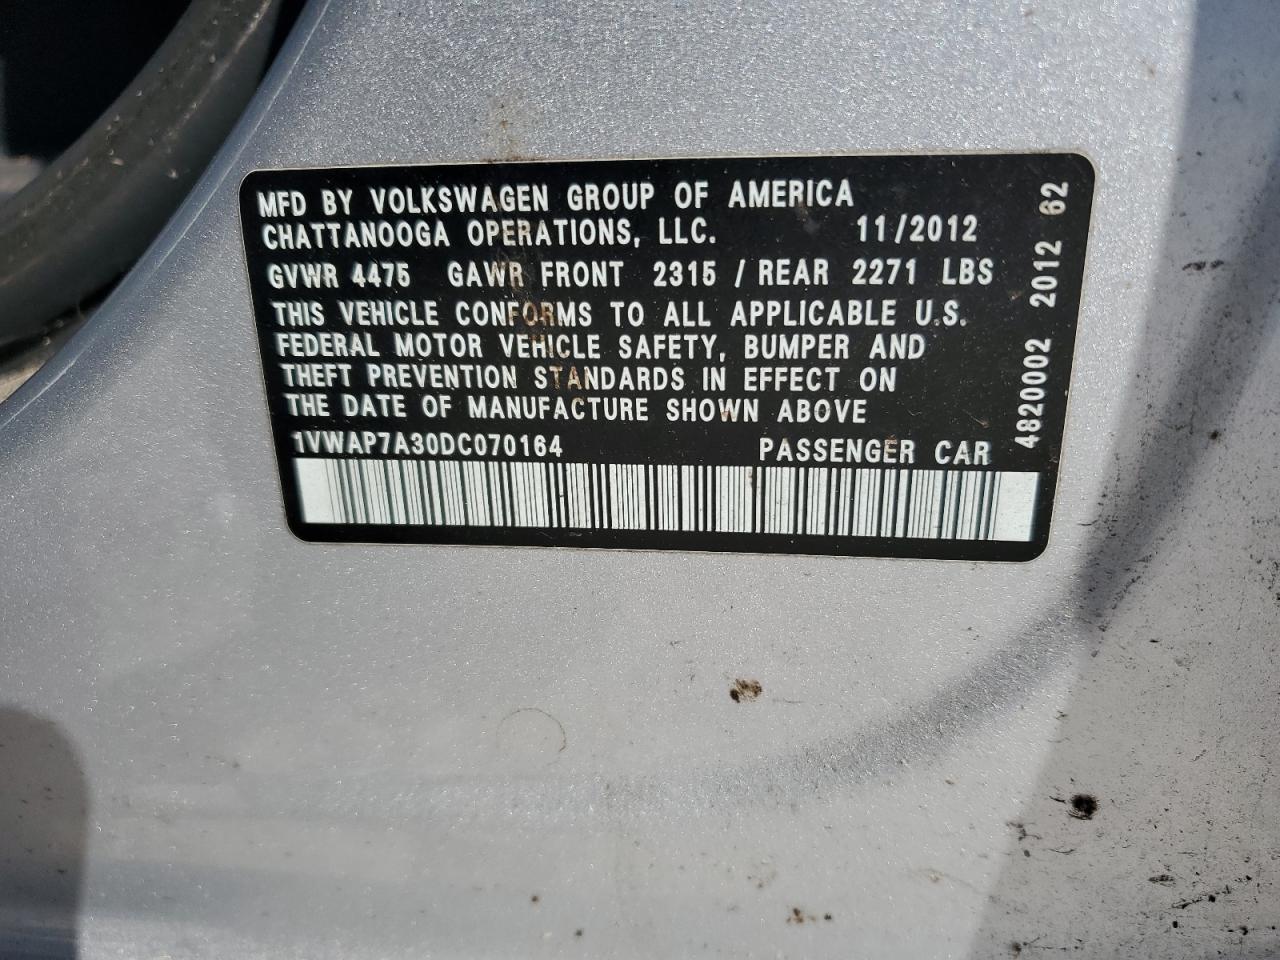 MFD BY VOLKSWAGEN GROUP OF AMERICA
CHATTANOOGA OPERATIONS, LLC. 11/2012
GVWR 4475 GAWR FRONT 2315 / REAR 2271 LBS
THIS VEHICLE CONFORMS TO ALL APPLICABLE U.S.
FEDERAL MOTOR VEHICLE SAFETY, BUMPER AND
THEFT PREVENTION STANDARDS IN EFFECT ON
THE DATE OF MANUFACTURE SHOWN ABOVE
1VWAP7A30DC070164 PASSENGER CAR
4820002 2012 62